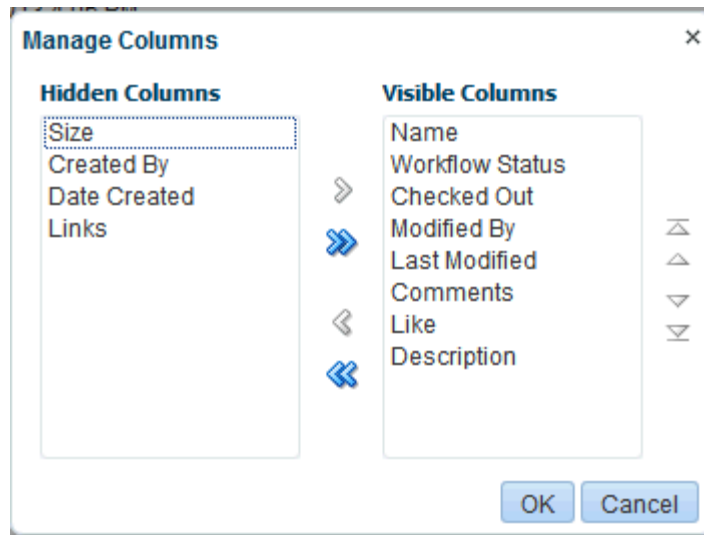 Manage Columns
Hidden Columns
Size
Created By
Date Created
Links
Visible Columns
Name
Workflow Status
Checked Out
Modified By
Last Modified
Comments
Like
Description
OK
Cancel